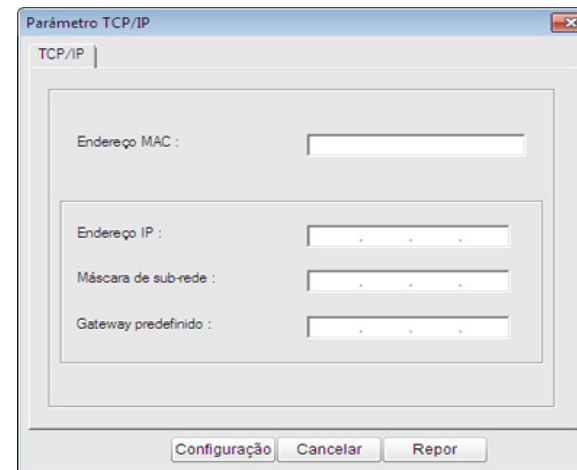 Parâmetro TCP/IP
TCP/IP
Endereço MAC :
Endereço IP :
Máscara de sub-rede :
Gateway predefinido :
Configuração Cancelar Repor